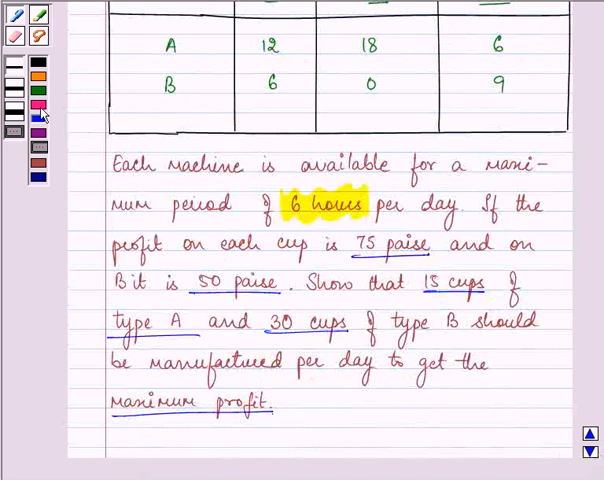 A 12 18 6
B 6 0 9
Each machine is available for a maxi-
mum period of 6 hours per day. If the
profit on each cup is 75 paise and on
B it is 50 paise. Show that 15 cups of
type A and 30 cups of type B should
be manufactured per day to get the
maximum profit.